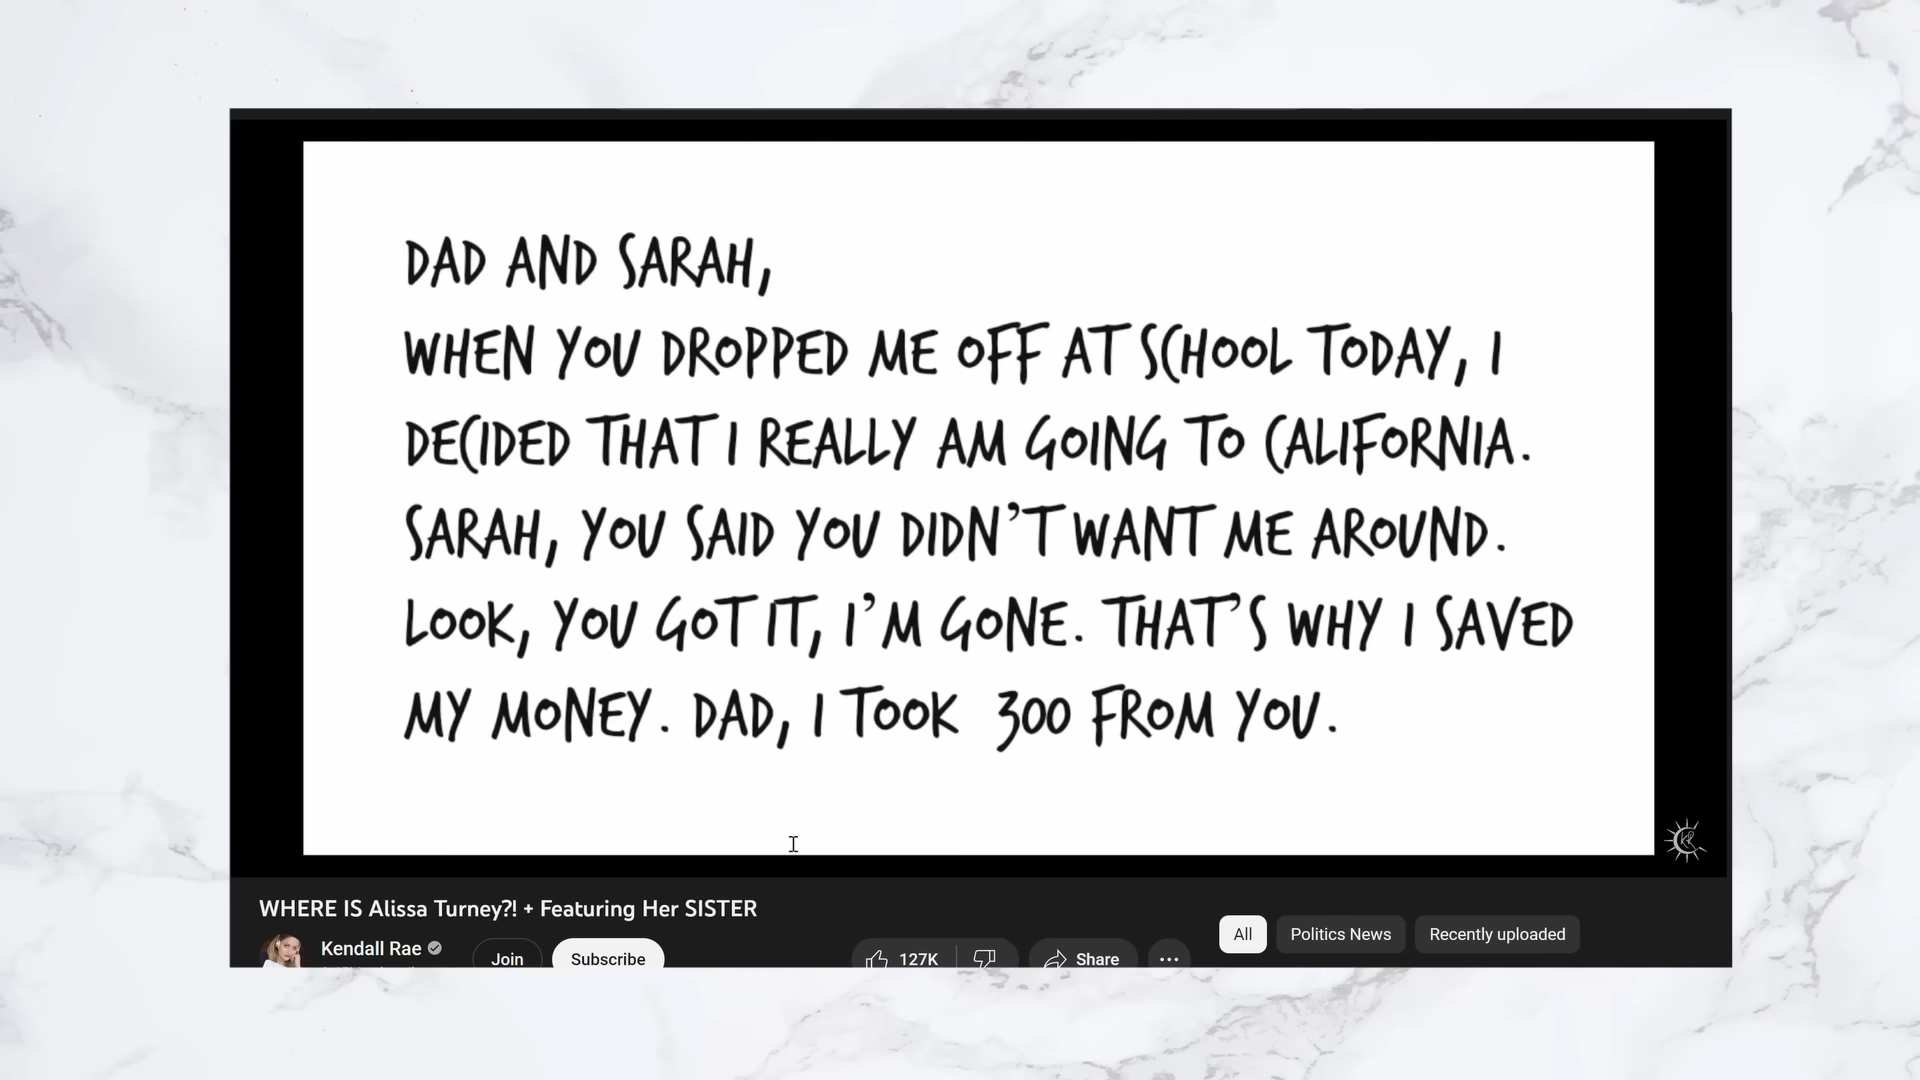 DAD AND SARAH,
WHEN YOU DROPPED ME OFF AT SCHOOL TODAY, I
DECIDED THAT I REALLY AM GOING TO CALIFORNIA.
SARAH, YOU SAID YOU DIDN'T WANT ME AROUND.
LOOK, YOU GOT IT, I'M GONE. THAT'S WHY I SAVED
MY MONEY. DAD, I TOOK 300 FROM YOU.
KR
WHERE IS Alissa Turney?! + Featuring Her SISTER
Kendall Rae
Join
Subscribe
127K
Share
All
Politics News
Recently uploaded